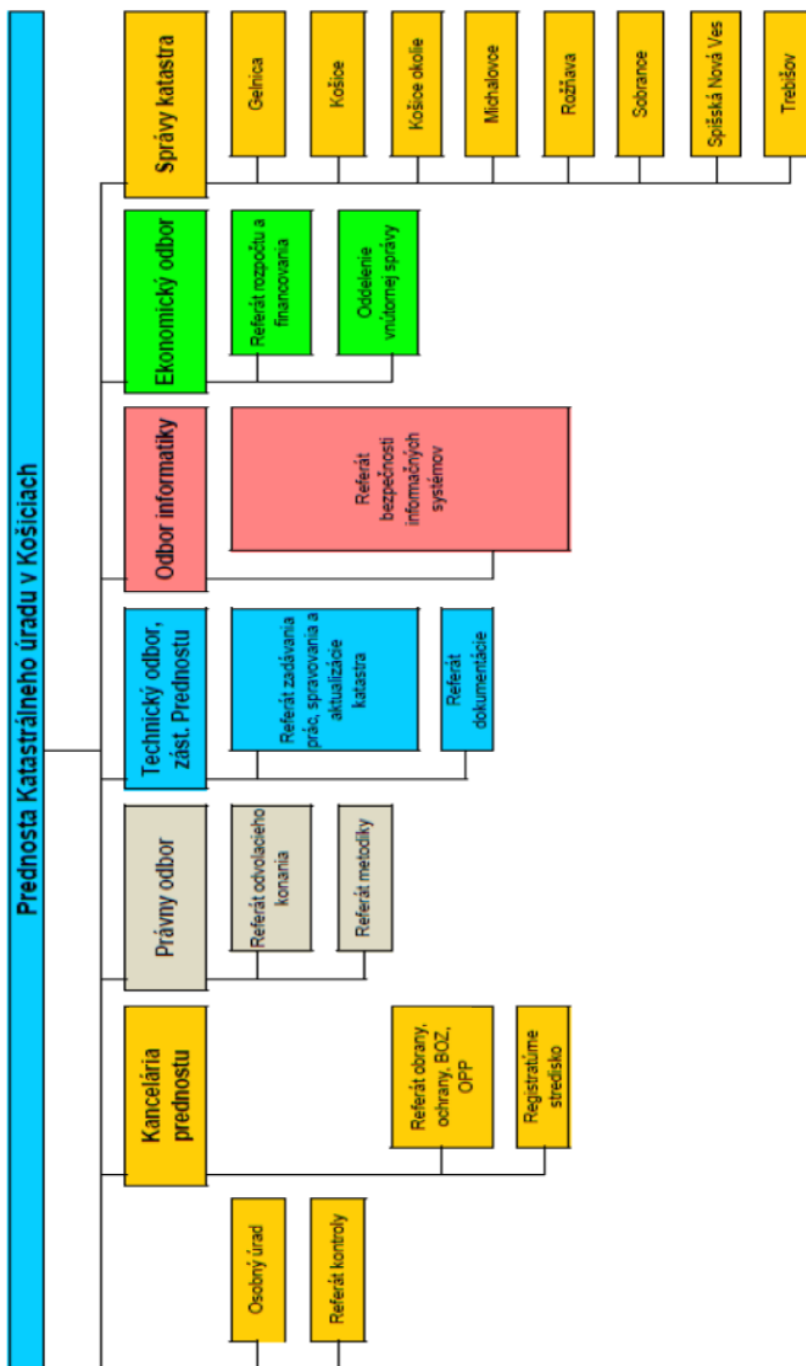 Prednosta Katastrálneho úradu v Košiciach
Osobný úrad
Referát kontroly
Kancelária
prednostu
Referát obrany,
ochrany, BOZ,
OPP
Registratúrne
stredisko
Právny odbor
Referát odvolacieho
konania
Referát metodiky
Technický odbor,
zást. Prednostu
Referát zadávania
prác, spravovania a
aktualizácie
katastra
Referát
dokumentácie
Odbor informatiky
Referát
bezpečnosti
informačných
systémov
Ekonomický odbor
Referát rozpočtu a
financovania
Oddelenie
vnútornej správy
Správy katastra
Gelnica
Košice
Košice okolie
Michalovce
Rožňava
Sobrance
Spišská Nová Ves
Trebišov